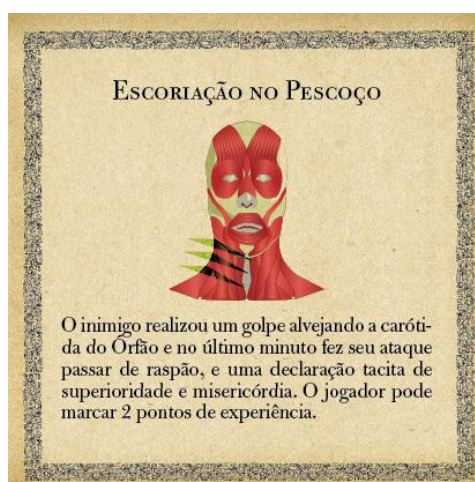 Escoriação no Pescoço
O inimigo realizou um golpe alvejando a caróti-
da do Órfão e no último minuto fez seu ataque
passar de raspão, e uma declaração tacita de
superioridade e misericórdia. O jogador pode
marcar 2 pontos de experiência.